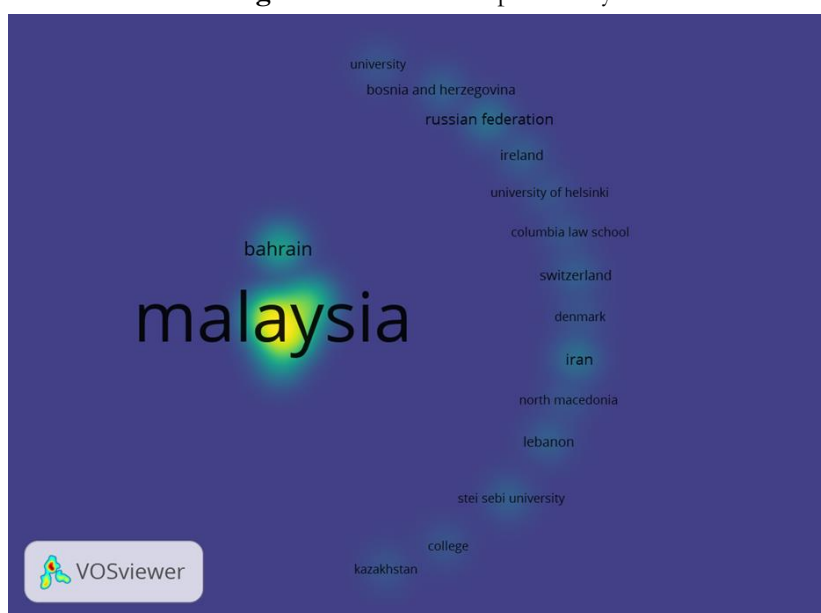 university
bosnia and herzegovina
russian federation
ireland
university of helsinki
columbia law school
bahrain
switzerland
malaysia
denmark
iran
north macedonia
lebanon
stei sebi university
college
kazakhstan
VOSviewer